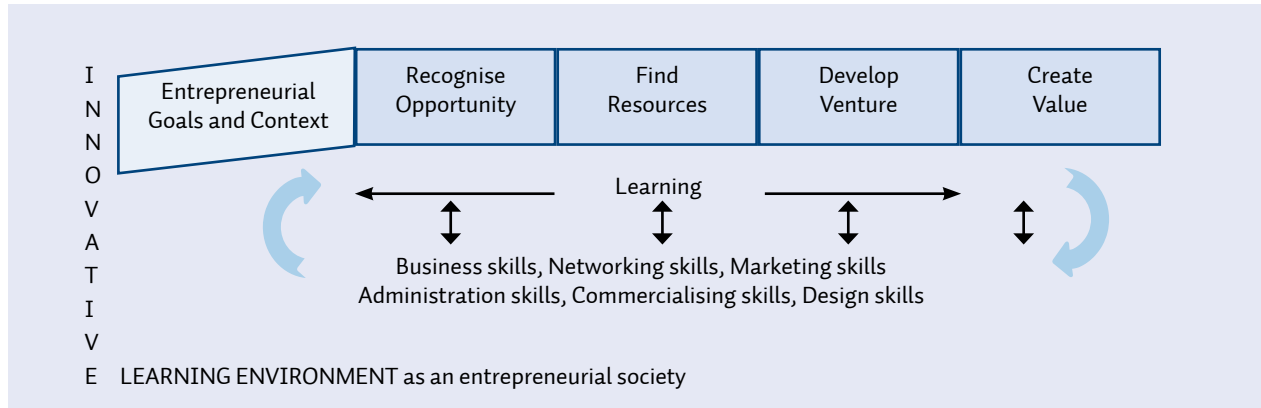 INNOVATIVE
Entrepreneurial
Goals and Context
Recognise
Opportunity
Find
Resources
Develop
Venture
Create
Value
Learning
Business skills, Networking skills, Marketing skills
Administration skills, Commercialising skills, Design skills
LEARNING ENVIRONMENT as an entrepreneurial society